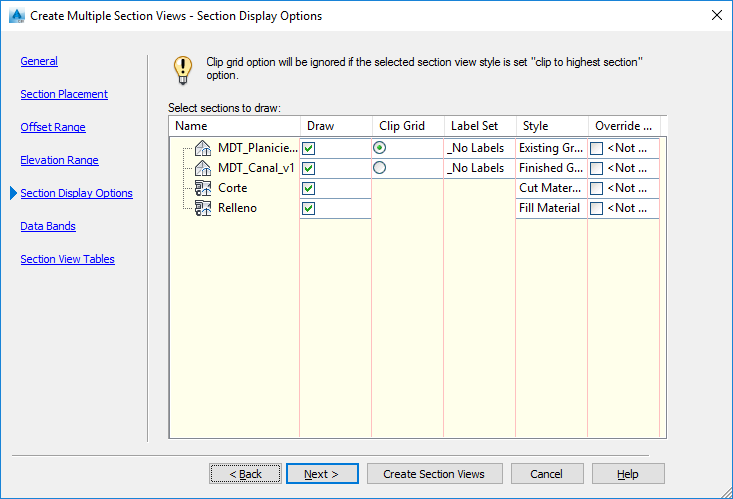 Create Multiple Section Views - Section Display Options
General
Section Placement
Offset Range
Elevation Range
Section Display Options
Data Bands
Section View Tables
Clip grid option will be ignored if the selected section view style is set "clip to highest section"
option.
Select sections to draw:
Name Draw Clip Grid Label Set Style Override ...
MDT_Planicie... _No Labels Existing Gr... <Not ...
MDT_Canal_v1 _No Labels Finished G... <Not ...
Corte Cut Mater... <Not ...
Relleno Fill Material <Not ...
< Back Next > Create Section Views Cancel Help